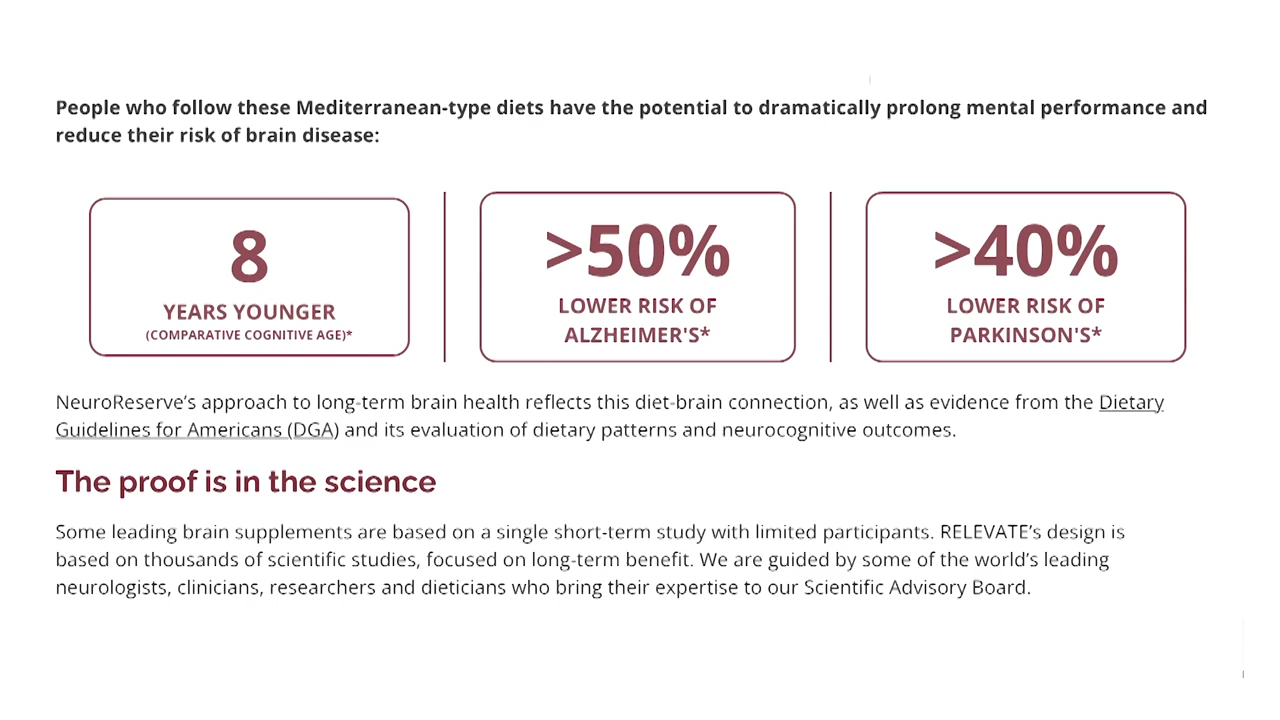 People who follow these Mediterranean-type diets have the potential to dramatically prolong mental performance and
reduce their risk of brain disease:
8
YEARS YOUNGER
(COMPARATIVE COGNITIVE AGE)*
>50%
LOWER RISK OF
ALZHEIMER'S*
>40%
LOWER RISK OF
PARKINSON'S*
NeuroReserve’s approach to long-term brain health reflects this diet-brain connection, as well as evidence from the Dietary
Guidelines for Americans (DGA) and its evaluation of dietary patterns and neurocognitive outcomes.
The proof is in the science
Some leading brain supplements are based on a single short-term study with limited participants. RELEVATE’s design is
based on thousands of scientific studies, focused on long-term benefit. We are guided by some of the world’s leading
neurologists, clinicians, researchers and dieticians who bring their expertise to our Scientific Advisory Board.